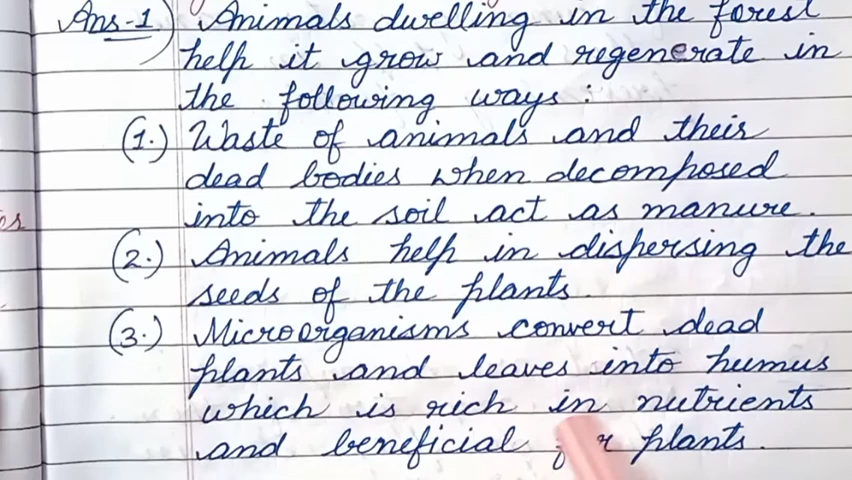 Ans-1) Animals dwelling in the forest
help it grow and regenerate in
the following ways:
(1.) Waste of animals and their
dead bodies when decomposed
into the soil act as manure.
(2.) Animals help in dispersing the
seeds of the plants.
(3.) Microorganisms convert dead
plants and leaves into humus
which is rich in nutrients
and beneficial for plants.